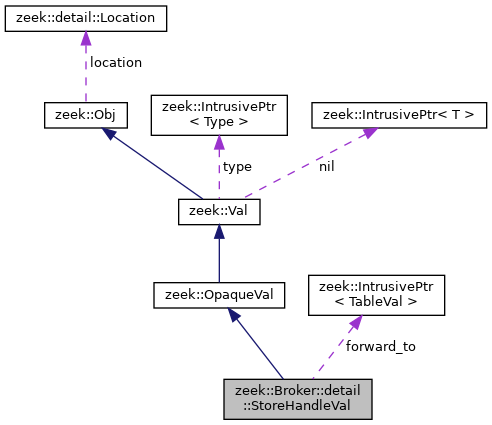 zeek::detail::Location
location
zeek::Obj
zeek::IntrusivePtr
< Type >
zeek::IntrusivePtr< T >
type
nil
zeek::Val
zeek::OpaqueVal
zeek::IntrusivePtr
< TableVal >
forward_to
zeek::Broker::detail
::StoreHandleVal